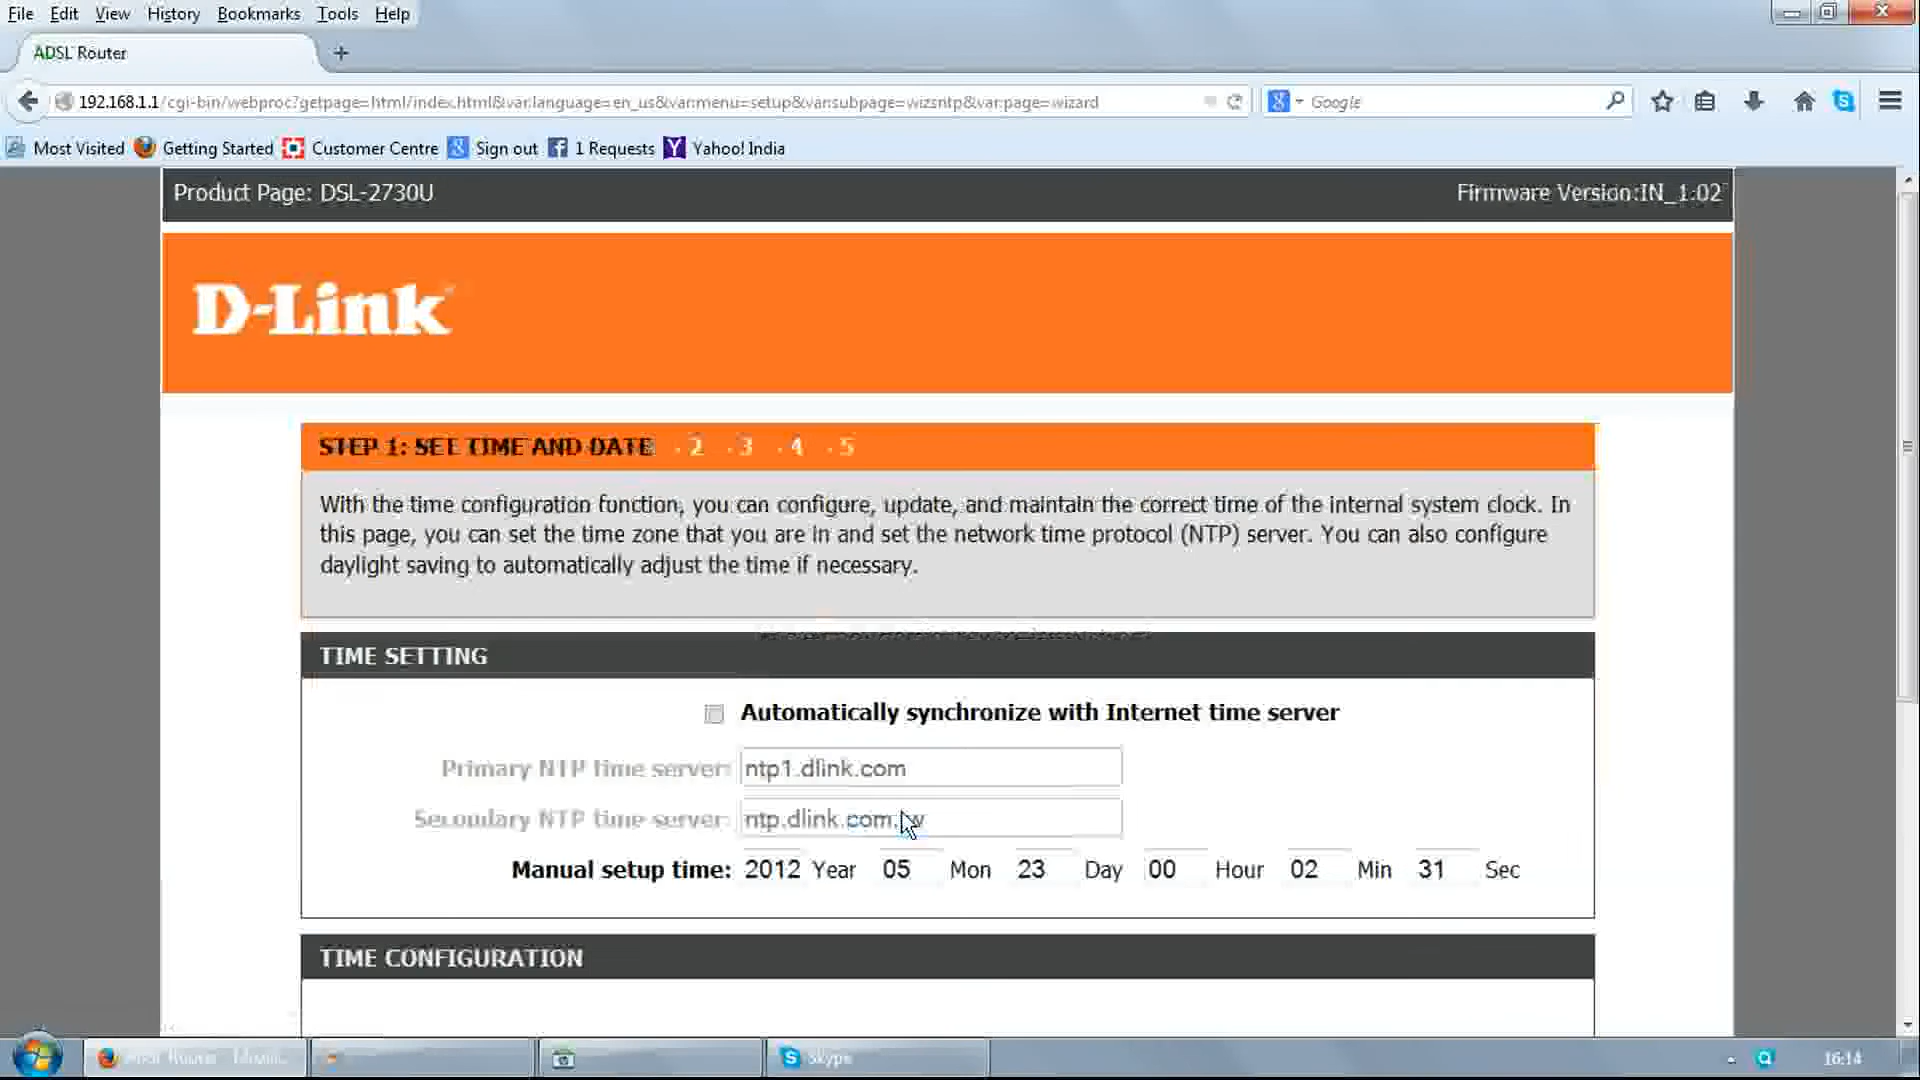 File Edit View History Bookmarks Tools Help
ADSL Router
192.168.1.1/cgi-bin/webproc?getpage=html/index.html&var:language=en_us&var:menu=setup&var:subpage=wizsntp&var:page=wizard
Google
Most Visited Getting Started Customer Centre Sign out 1 Requests Yahoo! India
Product Page: DSL-2730U Firmware Version:IN_1.02
D-Link
STEP 1: SET TIME AND DATE · 2 · 3 · 4 · 5
With the time configuration function, you can configure, update, and maintain the correct time of the internal system clock. In
this page, you can set the time zone that you are in and set the network time protocol (NTP) server. You can also configure
daylight saving to automatically adjust the time if necessary.
TIME SETTING
Automatically synchronize with Internet time server
Primary NTP time server: ntp1.dlink.com
Secondary NTP time server: ntp.dlink.com.
Manual setup time: 2012 Year 05 Mon 23 Day 00 Hour 02 Min 31 Sec
TIME CONFIGURATION
ADSL Router - Skype 16:14